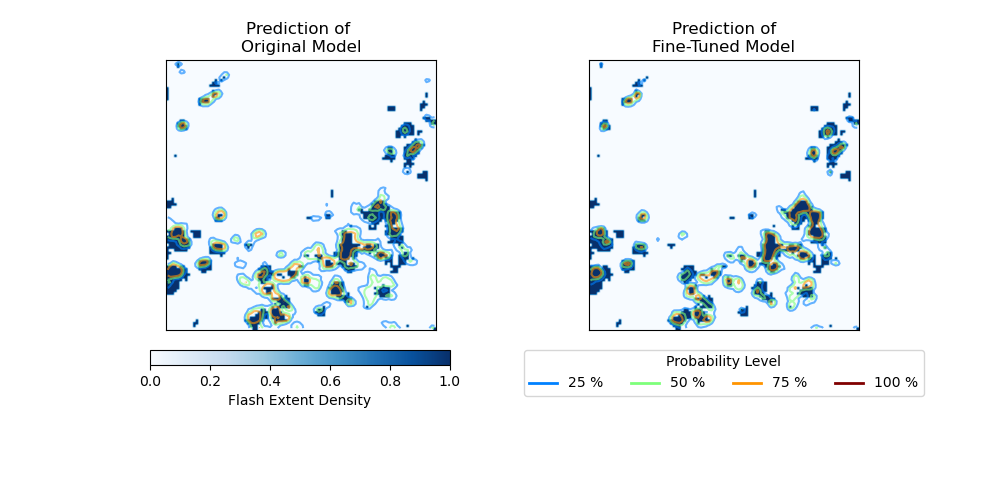 Prediction of
Original Model
Prediction of
Fine-Tuned Model
0.0 0.2 0.4 0.6 0.8 1.0
Flash Extent Density
Probability Level
25 % 50 % 75 % 100 %